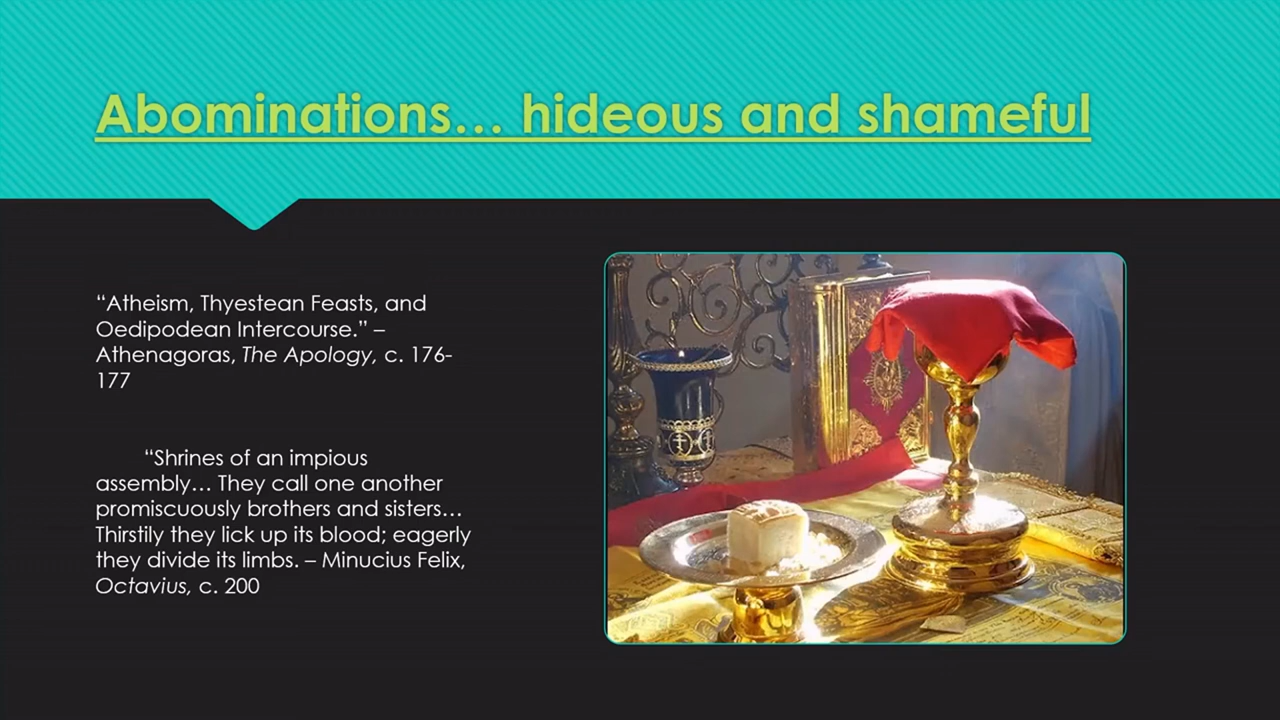 Abominations… hideous and shameful
“Atheism, Thyestean Feasts, and
Oedipodean Intercourse.” –
Athenagoras, The Apology, c. 176-
177
“Shrines of an impious
assembly… They call one another
promiscuously brothers and sisters…
Thirstily they lick up its blood; eagerly
they divide its limbs. – Minucius Felix,
Octavius, c. 200